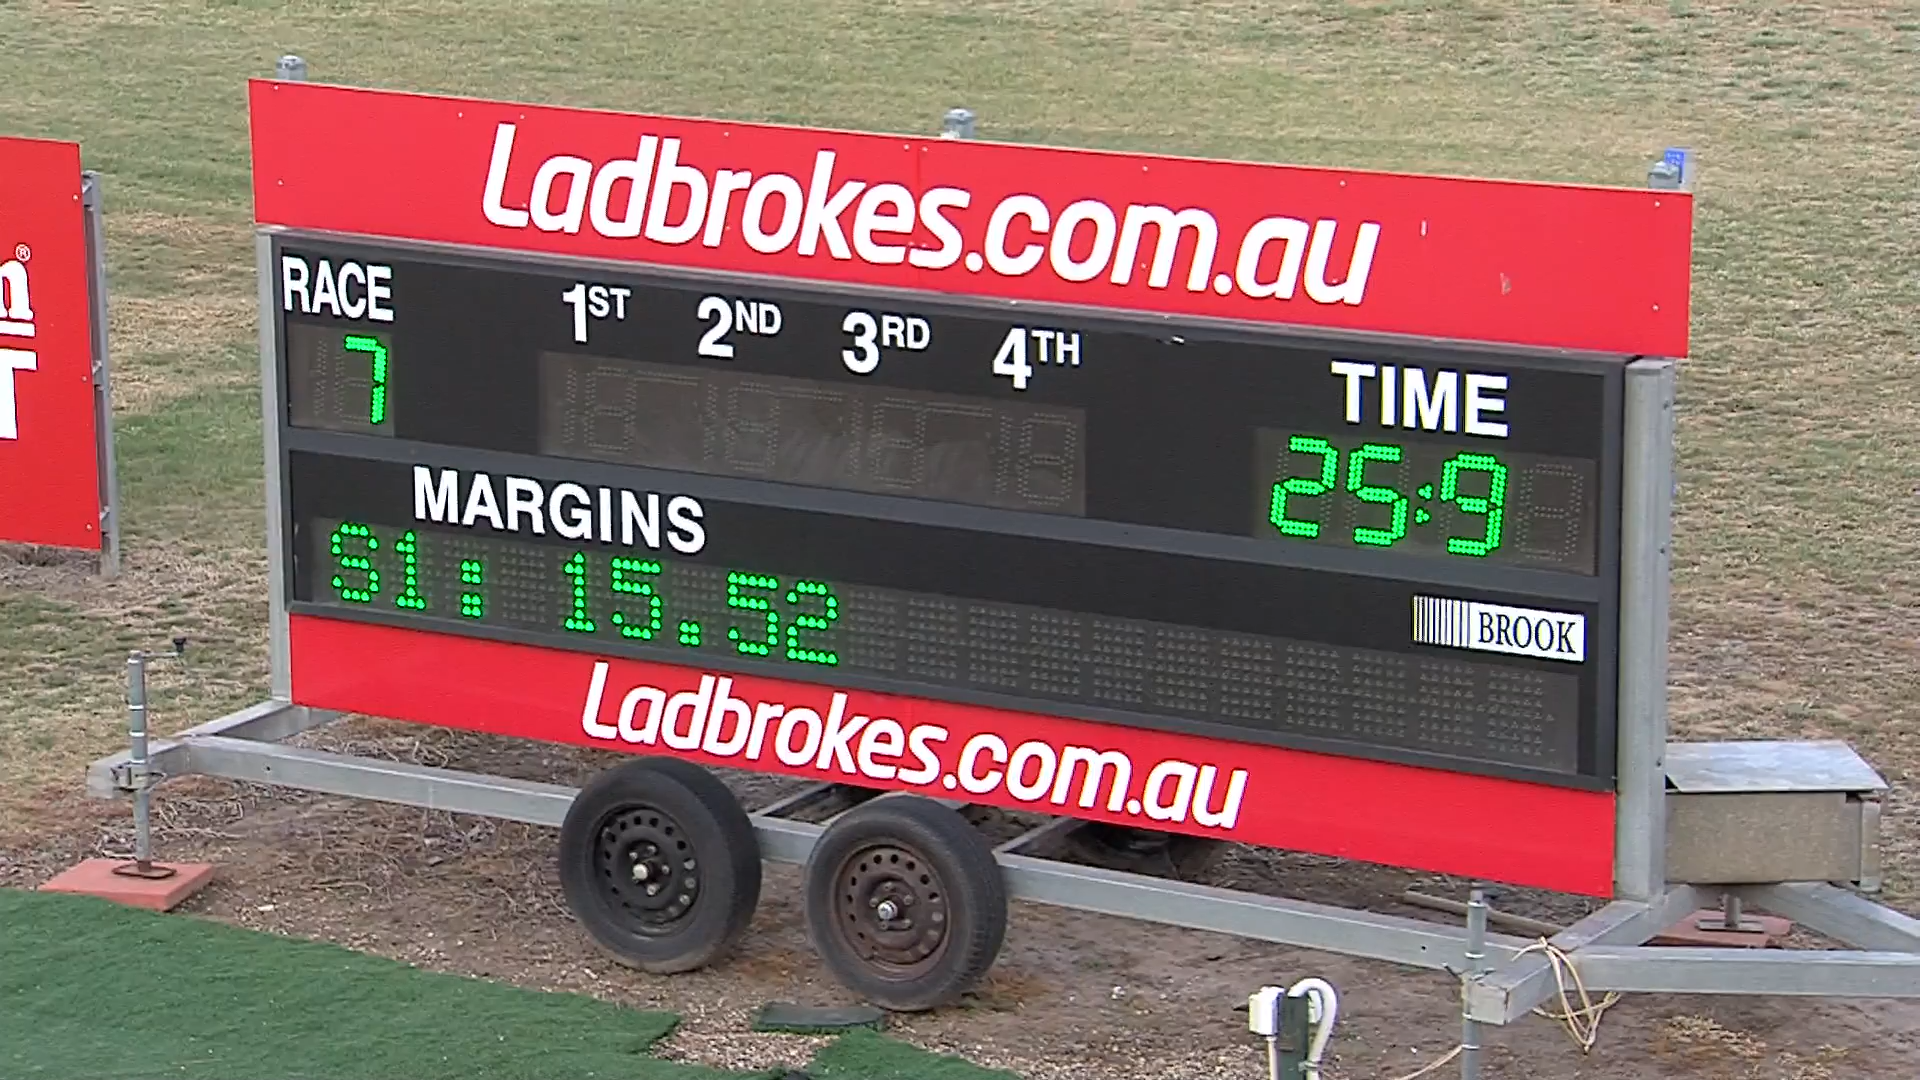 Ladbrokes.com.au
RACE 1ST 2ND 3RD 4TH TIME
7 25:9
MARGINS
S1: 15.52
BROOK
Ladbrokes.com.au
n®
T